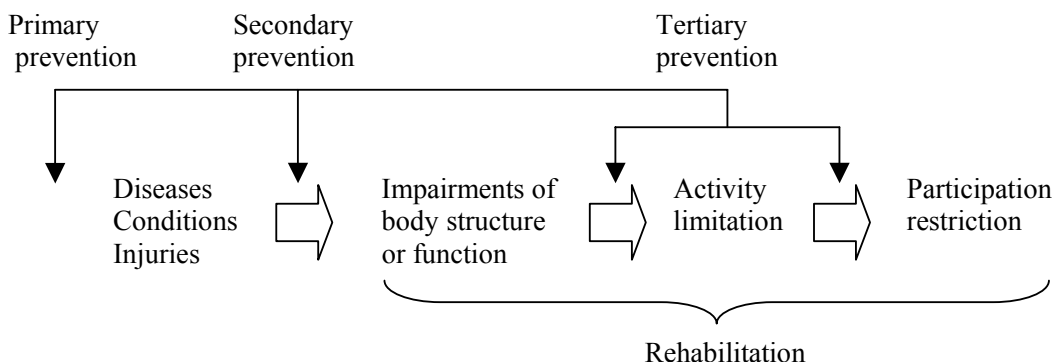 Primary
prevention
Secondary
prevention
Tertiary
prevention
Diseases
Conditions
Injuries
Impairments of
body structure
or function
Activity
limitation
Participation
restriction
Rehabilitation